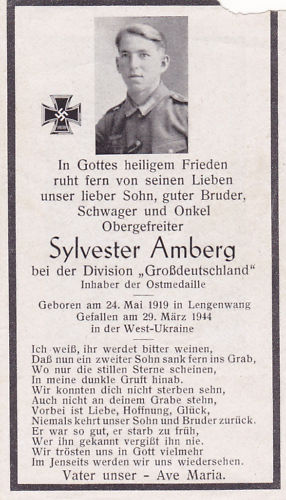 In Gottes heiligem Frieden
ruht fern von seinen Lieben
unser lieber Sohn, guter Bruder,
Schwager und Onkel
Obergefreiter
Sylvester Amberg
bei der Division „Großdeutschland"
Inhaber der Ostmedaille
Geboren am 24. Mai 1919 in Lengenwang
Gefallen am 29. März 1944
in der West-Ukraine
Ich weiß, ihr werdet bitter weinen,
Daß nun ein zweiter Sohn sank fern ins Grab,
Wo nur die stillen Sterne scheinen,
In meine dunkle Gruft hinab.
Wir konnten dich nicht sterben sehn,
Auch nicht an deinem Grabe stehn,
Vorbei ist Liebe, Hoffnung, Glück,
Niemals kehrt unser Sohn und Bruder zurück.
Er war so gut, er starb zu früh,
Wer ihn gekannt vergißt ihn nie.
Wir trösten uns in Gott vielmehr
Im Jenseits werden wir uns wiedersehen.
Vater unser - Ave Maria.